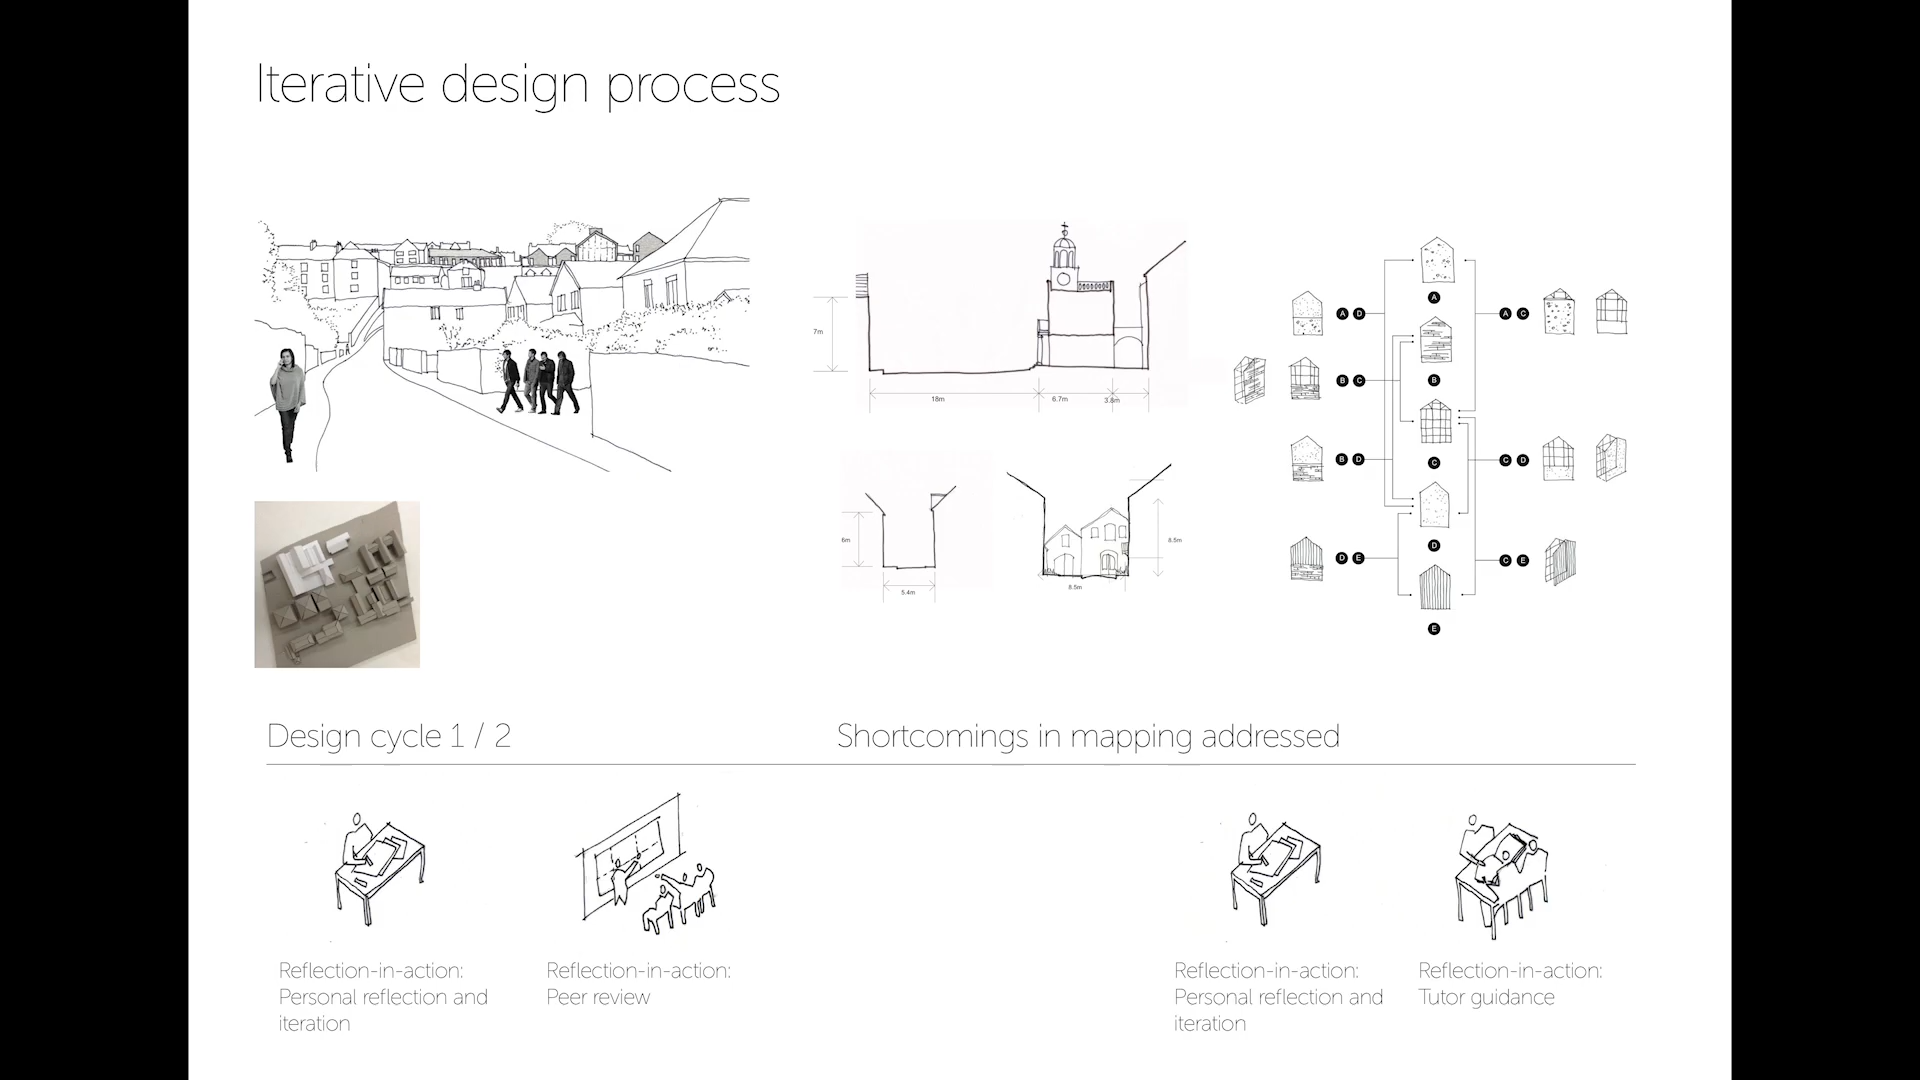 Iterative design process
7m
18m
6.7m
3.8m
6m
5.4m
8.5m
8.5m
A
A D
A C
B
B C
C
B D
C D
D
D E
C E
E
Design cycle 1 / 2
Shortcomings in mapping addressed
Reflection-in-action:
Personal reflection and
iteration
Reflection-in-action:
Peer review
Reflection-in-action:
Personal reflection and
iteration
Reflection-in-action:
Tutor guidance